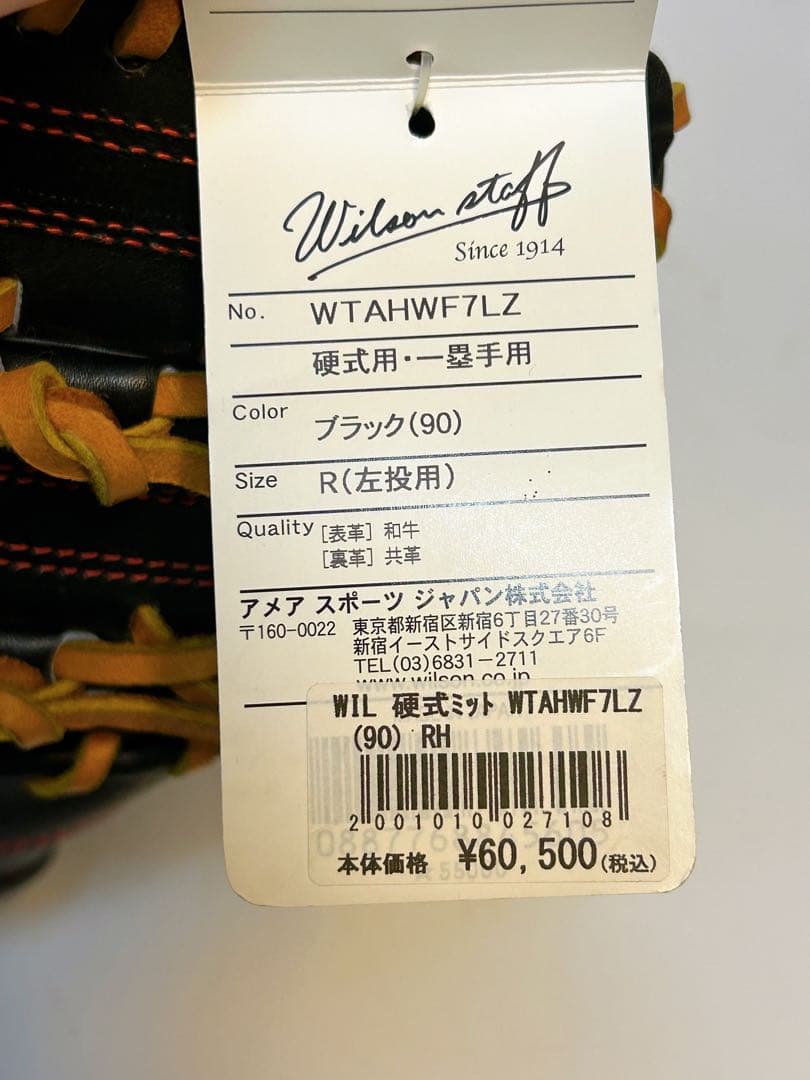 Wilson staff
Since 1914
No. WTAHWF7LZ
硬式用・一塁手用
Color ブラック(90)
Size R(左投用)
Quality [表革] 和牛
[裏革] 共革
アメア スポーツ ジャパン株式会社
〒160-0022 東京都新宿区新宿6丁目27番30号
新宿イーストサイドスクエア6F
TEL(03)6831-2711
www.wilson.co.jp
WIL 硬式ミット WTAHWF7LZ
(90) RH
2001010027108
本体価格 ¥60,500(税込)